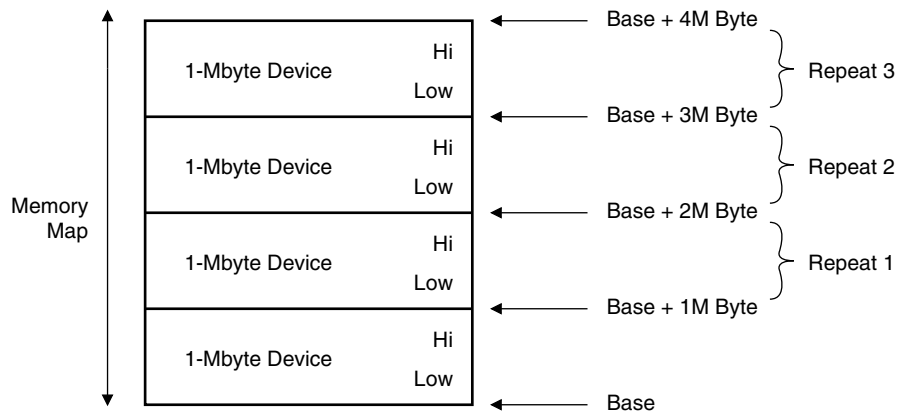 Base + 4M Byte
Hi
1-Mbyte Device
Low
Repeat 3
Base + 3M Byte
Hi
1-Mbyte Device
Low
Repeat 2
Memory
Map
Base + 2M Byte
Hi
1-Mbyte Device
Low
Repeat 1
Base + 1M Byte
Hi
1-Mbyte Device
Low
Base